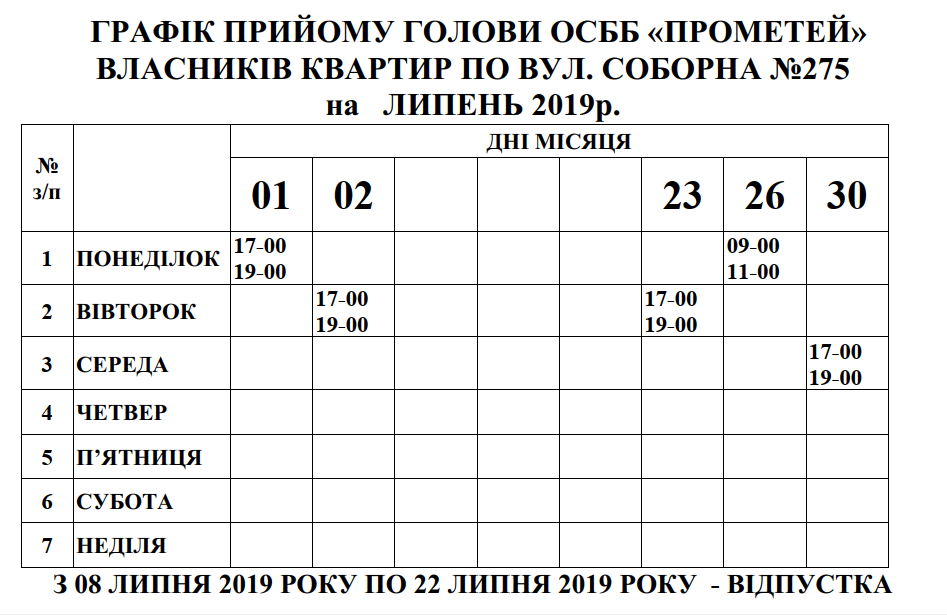 ГРАФІК ПРИЙОМУ ГОЛОВИ ОСББ «ПРОМЕТЕЙ»
ВЛАСНИКІВ КВАРТИР ПО ВУЛ. СОБОРНА №275
на ЛИПЕНЬ 2019р.
№ з/п ДНІ МІСЯЦЯ
01 02 23 26 30
1 ПОНЕДІЛОК 17-00 09-00
19-00 11-00
2 ВІВТОРОК 17-00 17-00
19-00 19-00
3 СЕРЕДА 17-00
19-00
4 ЧЕТВЕР
5 П’ЯТНИЦЯ
6 СУБОТА
7 НЕДІЛЯ
З 08 ЛИПНЯ 2019 РОКУ ПО 22 ЛИПНЯ 2019 РОКУ - ВІДПУСТКА